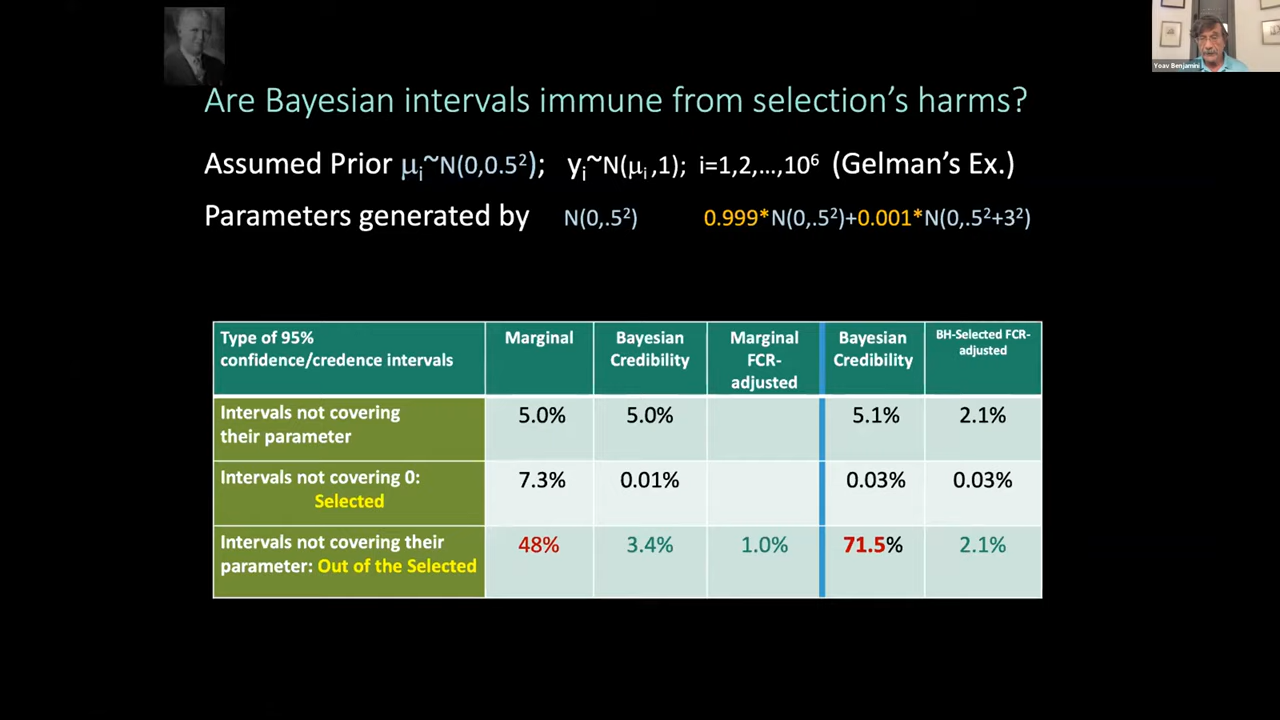 Yoav Benjamini
Are Bayesian intervals immune from selection's harms?
Assumed Prior μᵢ~N(0,0.5²);   yᵢ~N(μᵢ ,1);   i=1,2,…,10⁶  (Gelman's Ex.)
Parameters generated by   N(0,.5²)   0.999*N(0,.5²)+0.001*N(0,.5²+3²)
Type of 95%
confidence/credence intervals
Marginal
Bayesian
Credibility
Marginal
FCR-
adjusted
Bayesian
Credibility
BH-Selected FCR-
adjusted
Intervals not covering
their parameter
5.0%
5.0%
5.1%
2.1%
Intervals not covering 0:
Selected
7.3%
0.01%
0.03%
0.03%
Intervals not covering their
parameter: Out of the Selected
48%
3.4%
1.0%
71.5%
2.1%